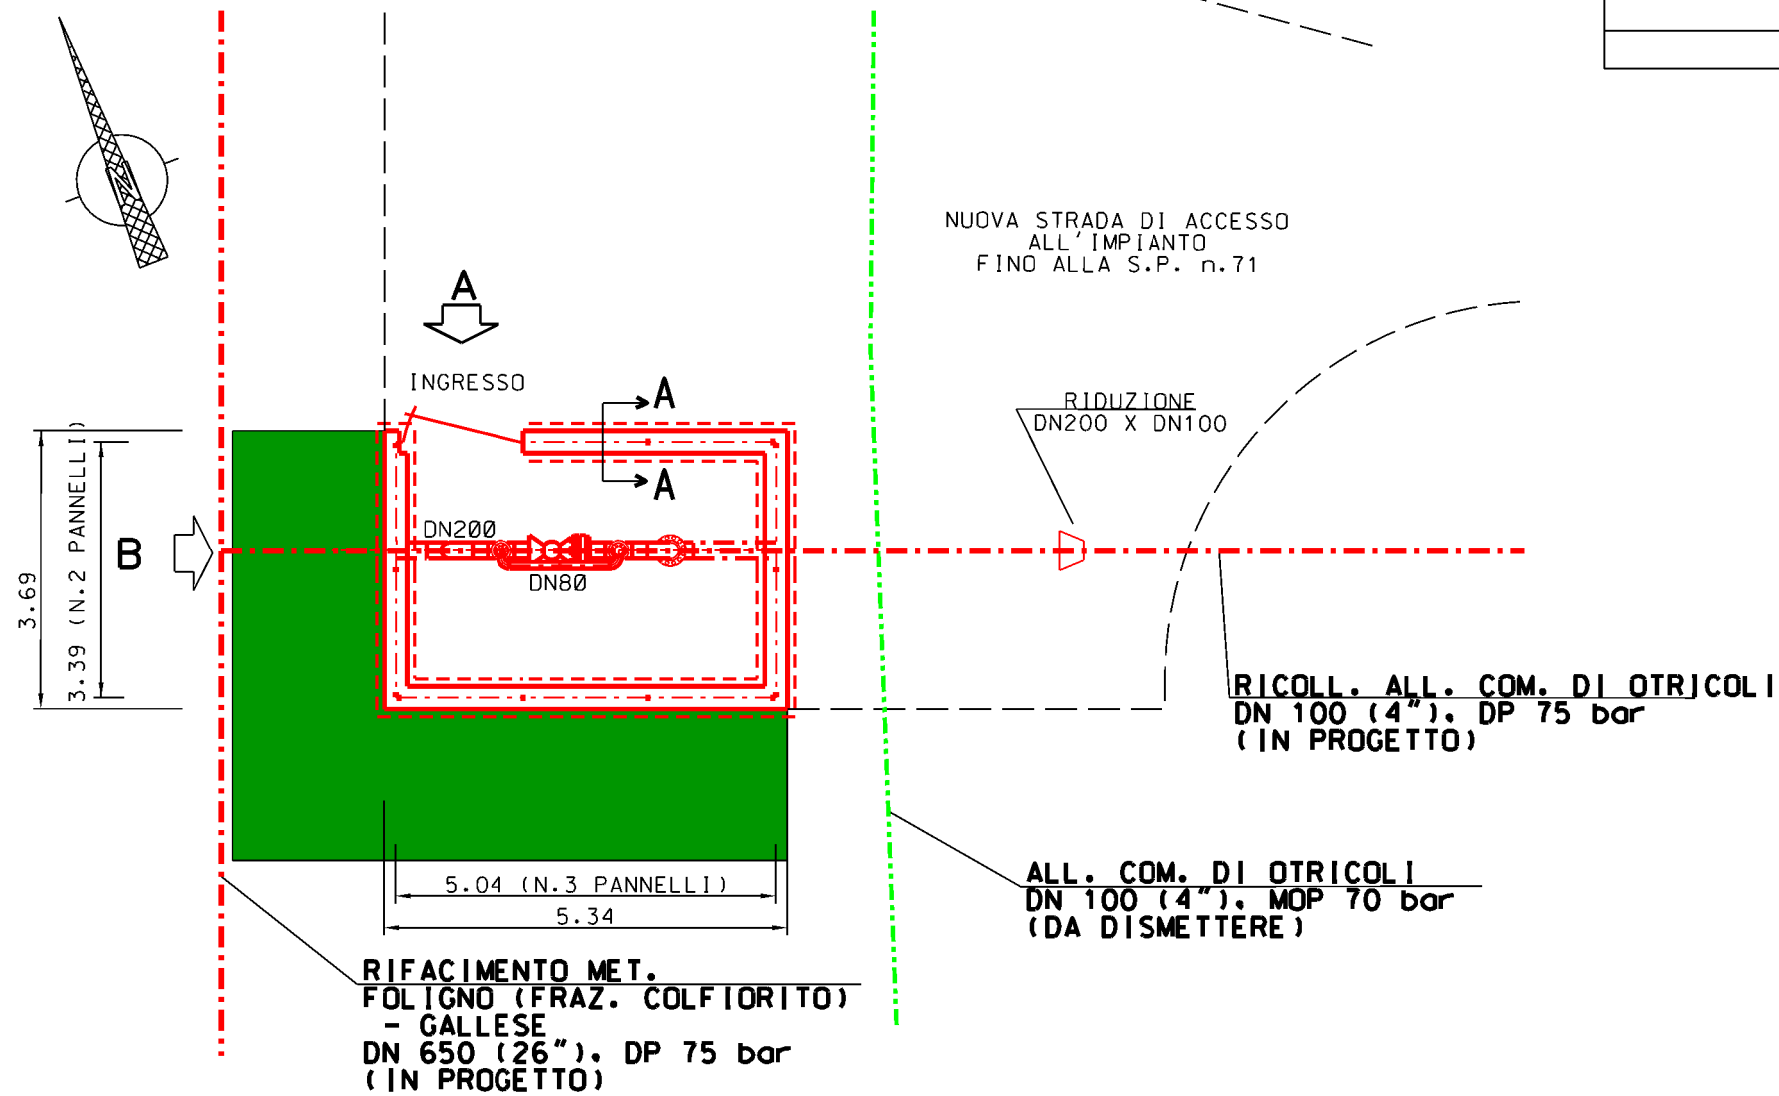 NUOVA STRADA DI ACCESSO
ALL'IMPIANTO
FINO ALLA S.P. n.71
A
INGRESSO
A
A
RIDUZIONE
DN200 X DN100
3.69
3.39 (N.2 PANNELLI)
B
DN200
DN80
RICOLL. ALL. COM. DI OTRICOLI
DN 100 (4"). DP 75 bar
(IN PROGETTO)
5.04 (N.3 PANNELLI)
5.34
ALL. COM. DI OTRICOLI
DN 100 (4"). MOP 70 bar
(DA DISMETTERE)
RIFACIMENTO MET.
FOLIGNO (FRAZ. COLFIORITO)
- GALLESE
DN 650 (26"). DP 75 bar
(IN PROGETTO)